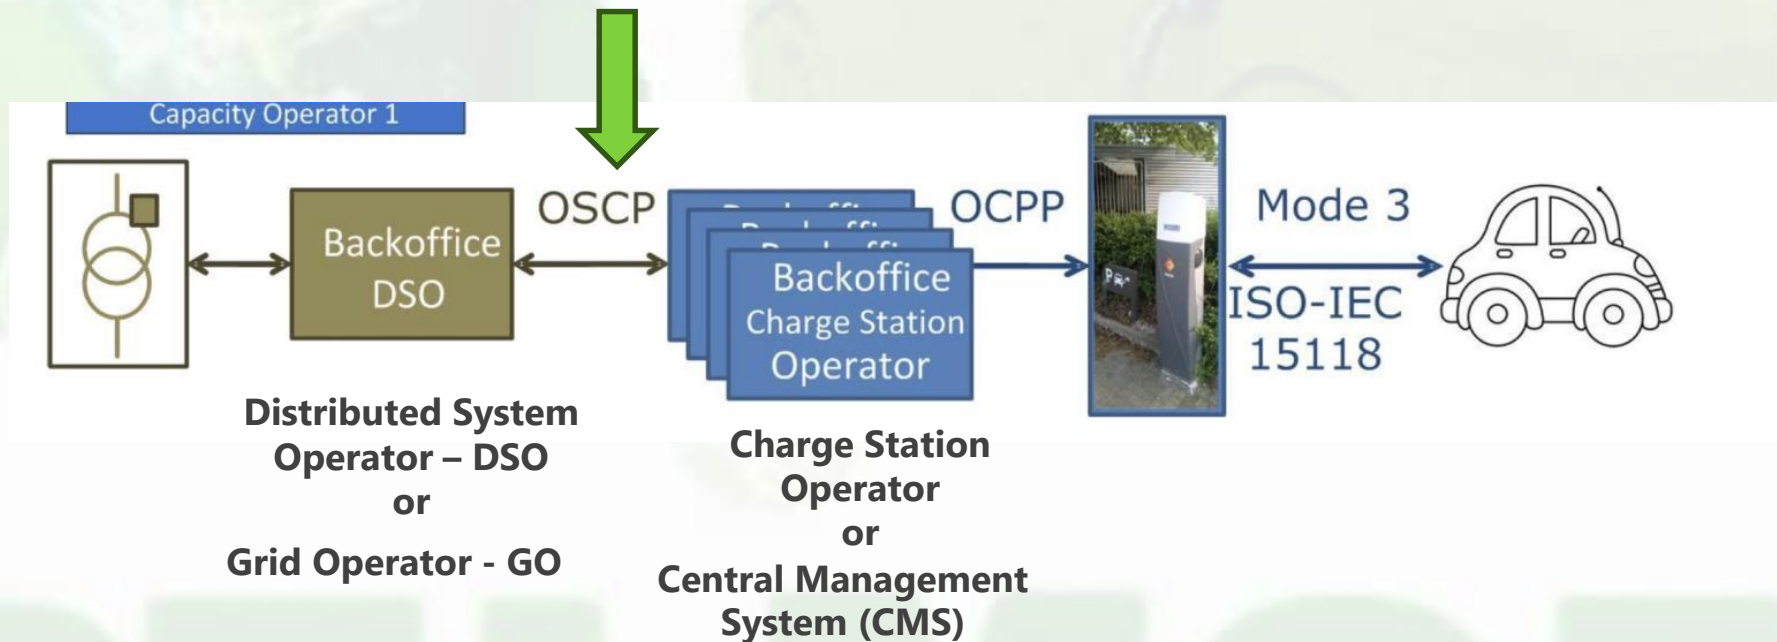 Capacity Operator 1
OSCP
OCPP
Mode 3
ISO-IEC
15118
Backoffice
DSO
Backoffice
Charge Station
Operator
P
Distributed System
Operator – DSO
or
Grid Operator - GO
Charge Station
Operator
or
Central Management
System (CMS)